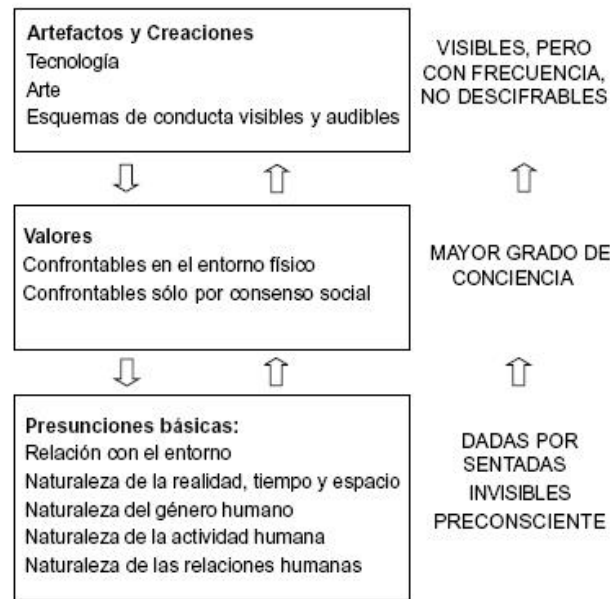 Artefactos y Creaciones
Tecnología
Arte
Esquemas de conducta visibles y audibles
VISIBLES, PERO
CON FRECUENCIA,
NO DESCIFRABLES
Valores
Confrontables en el entorno físico
Confrontables sólo por consenso social
MAYOR GRADO DE
CONCIENCIA
Presunciones básicas:
Relación con el entorno
Naturaleza de la realidad, tiempo y espacio
Naturaleza del género humano
Naturaleza de la actividad humana
Naturaleza de las relaciones humanas
DADAS POR
SENTADAS
INVISIBLES
PRECONSCIENTE